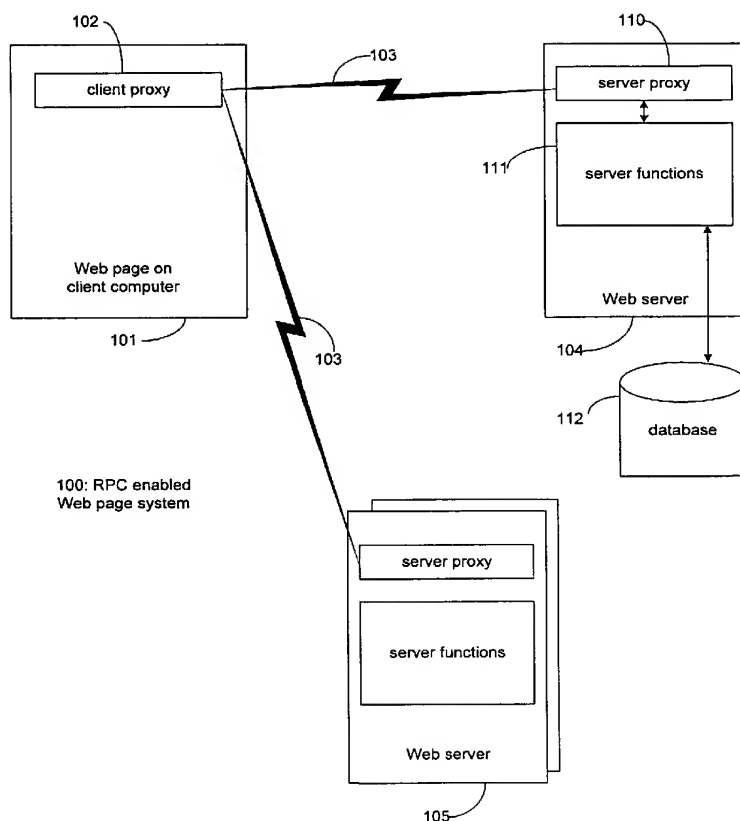 102
103
110
client proxy
server proxy
111
server functions
Web page on
client computer
Web server
101
103
104
112
database
100: RPC enabled
Web page system
server proxy
server functions
Web server
105